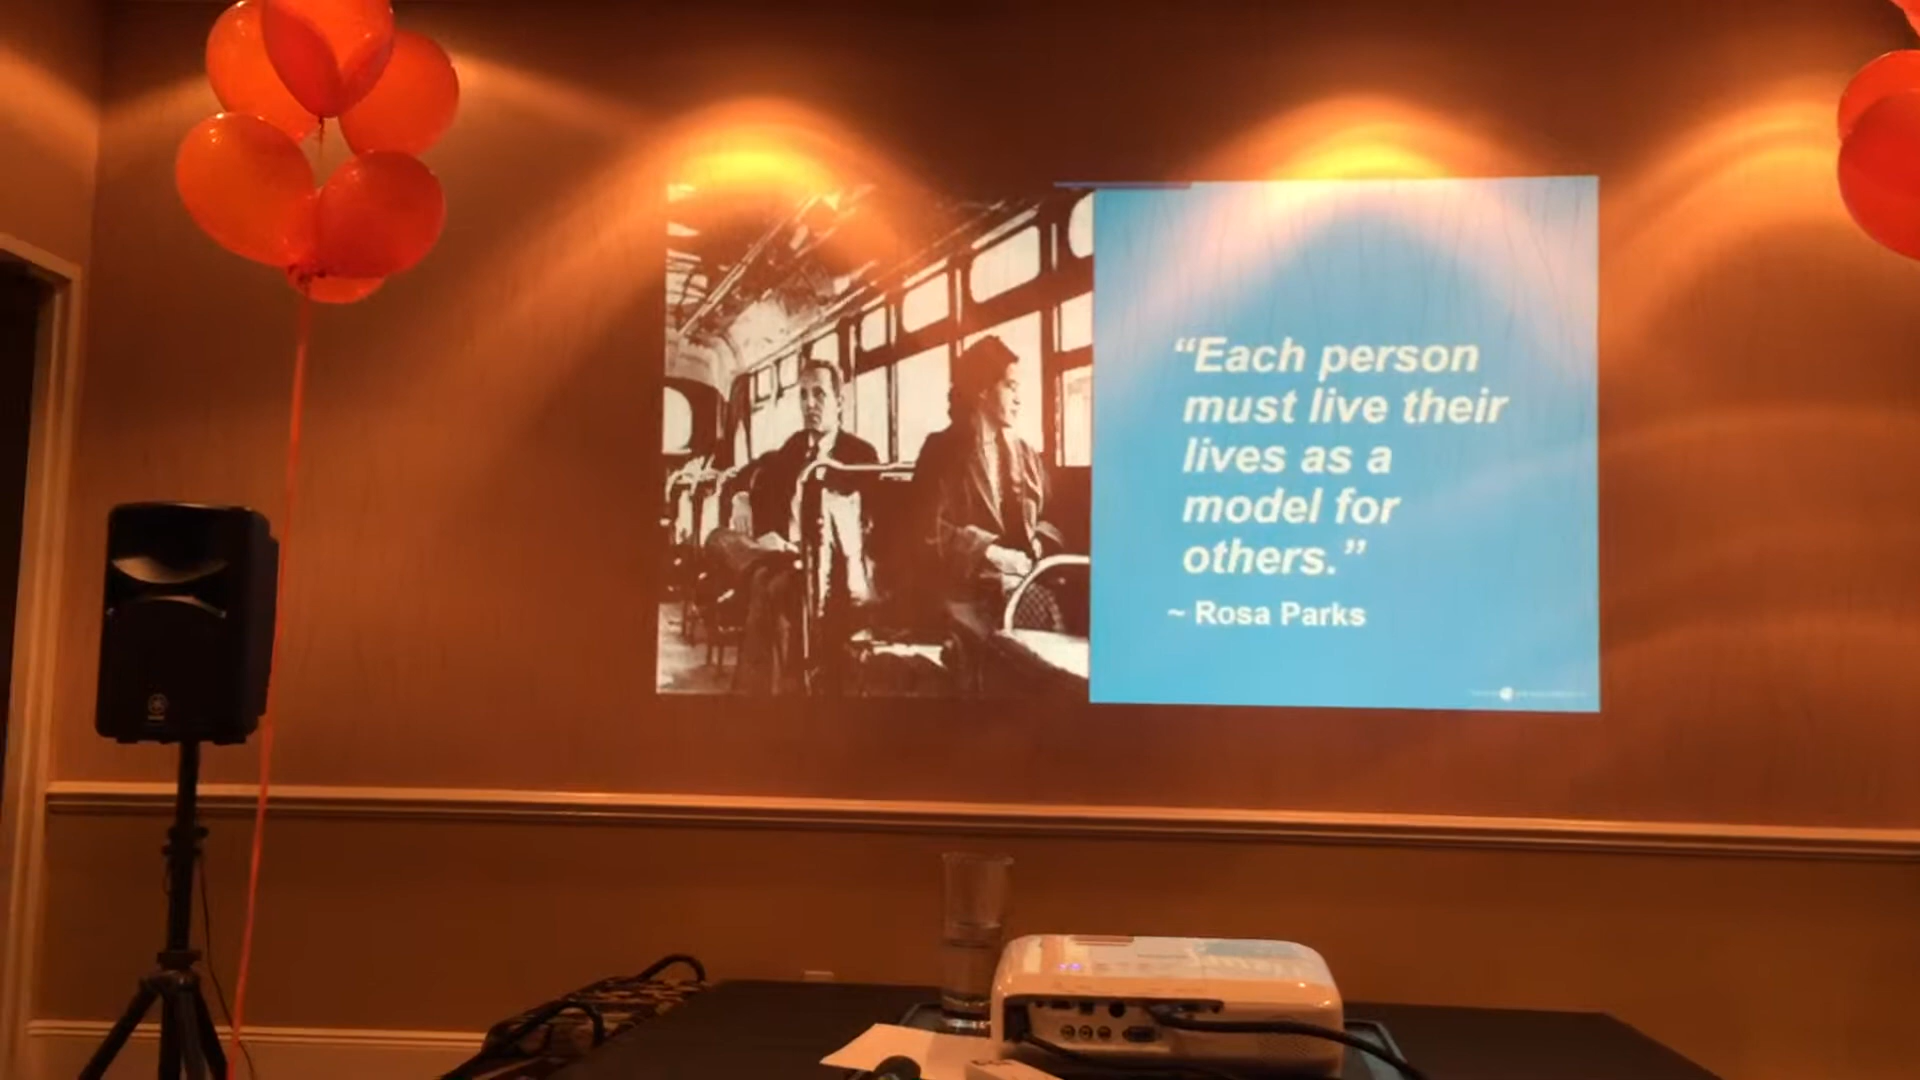 “Each person
must live their
lives as a
model for
others.”
~ Rosa Parks